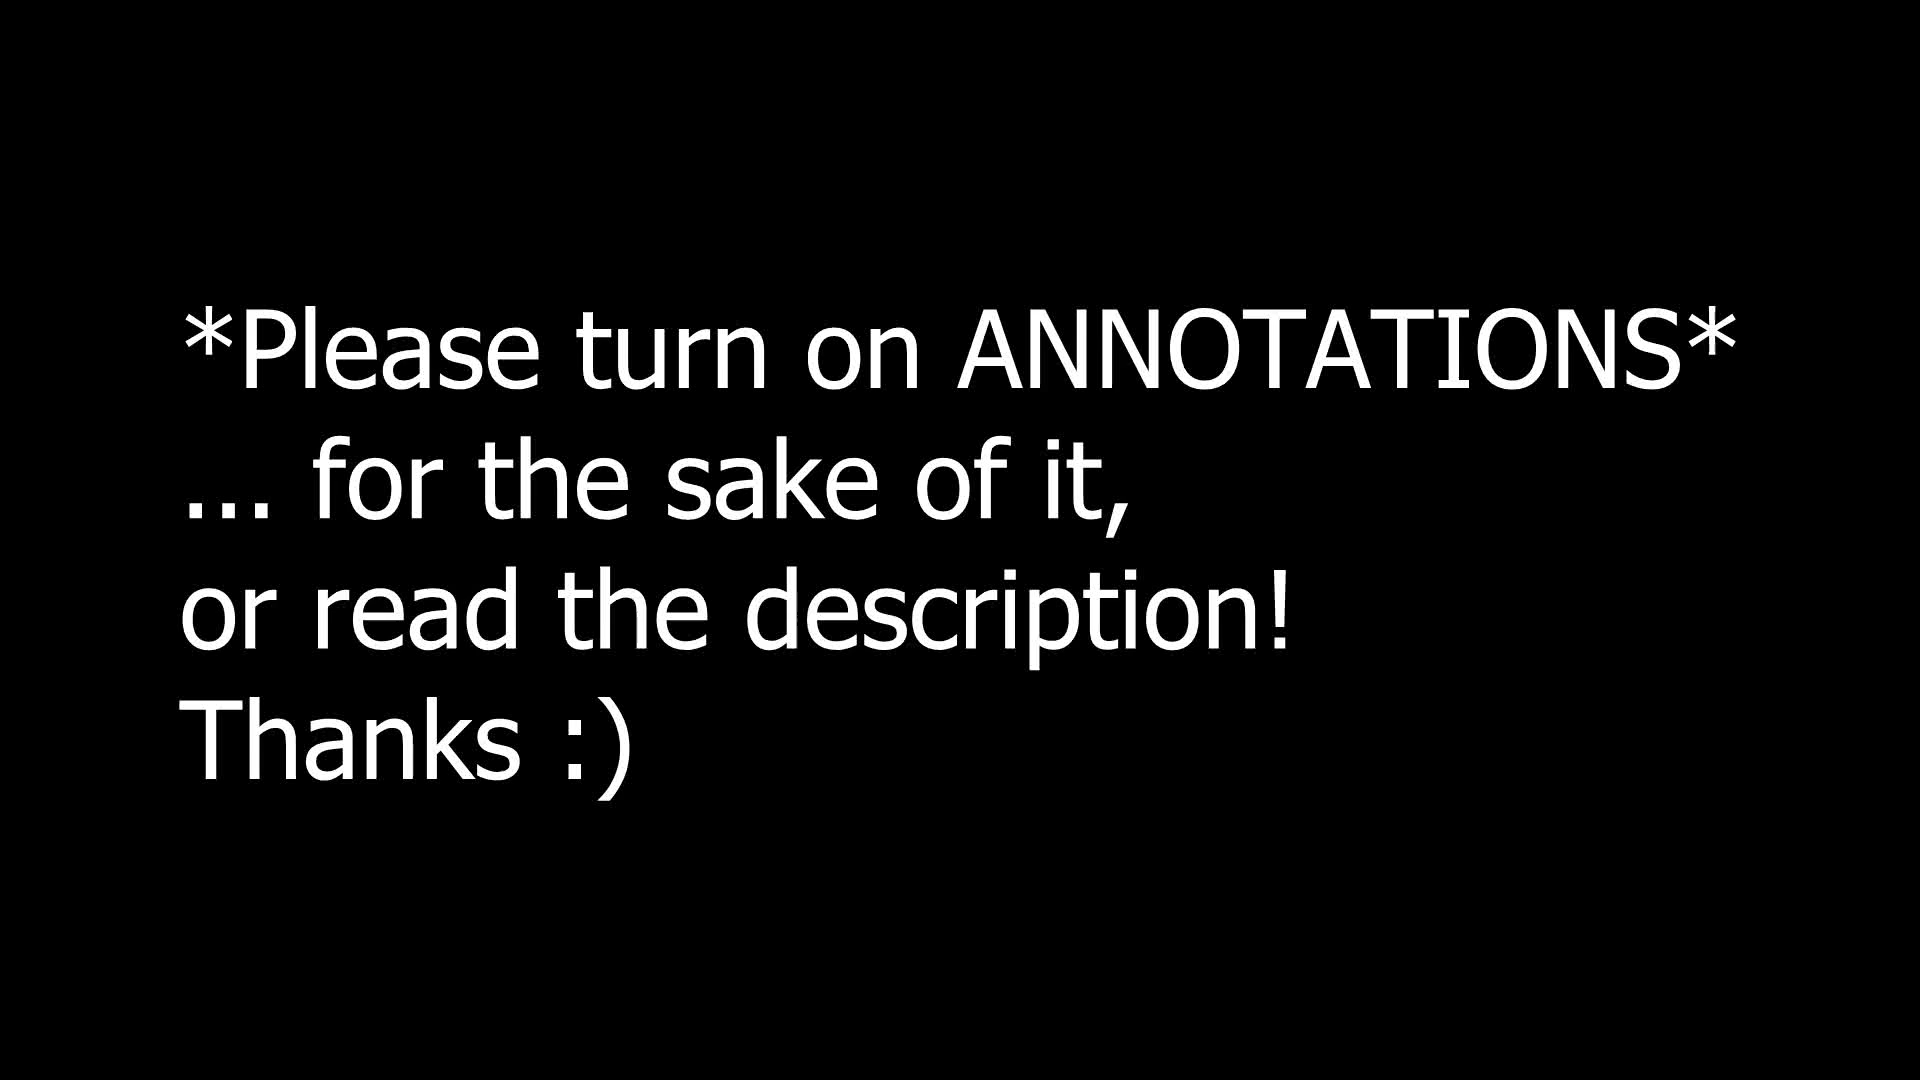 *Please turn on ANNOTATIONS*
... for the sake of it,
or read the description!
Thanks :)